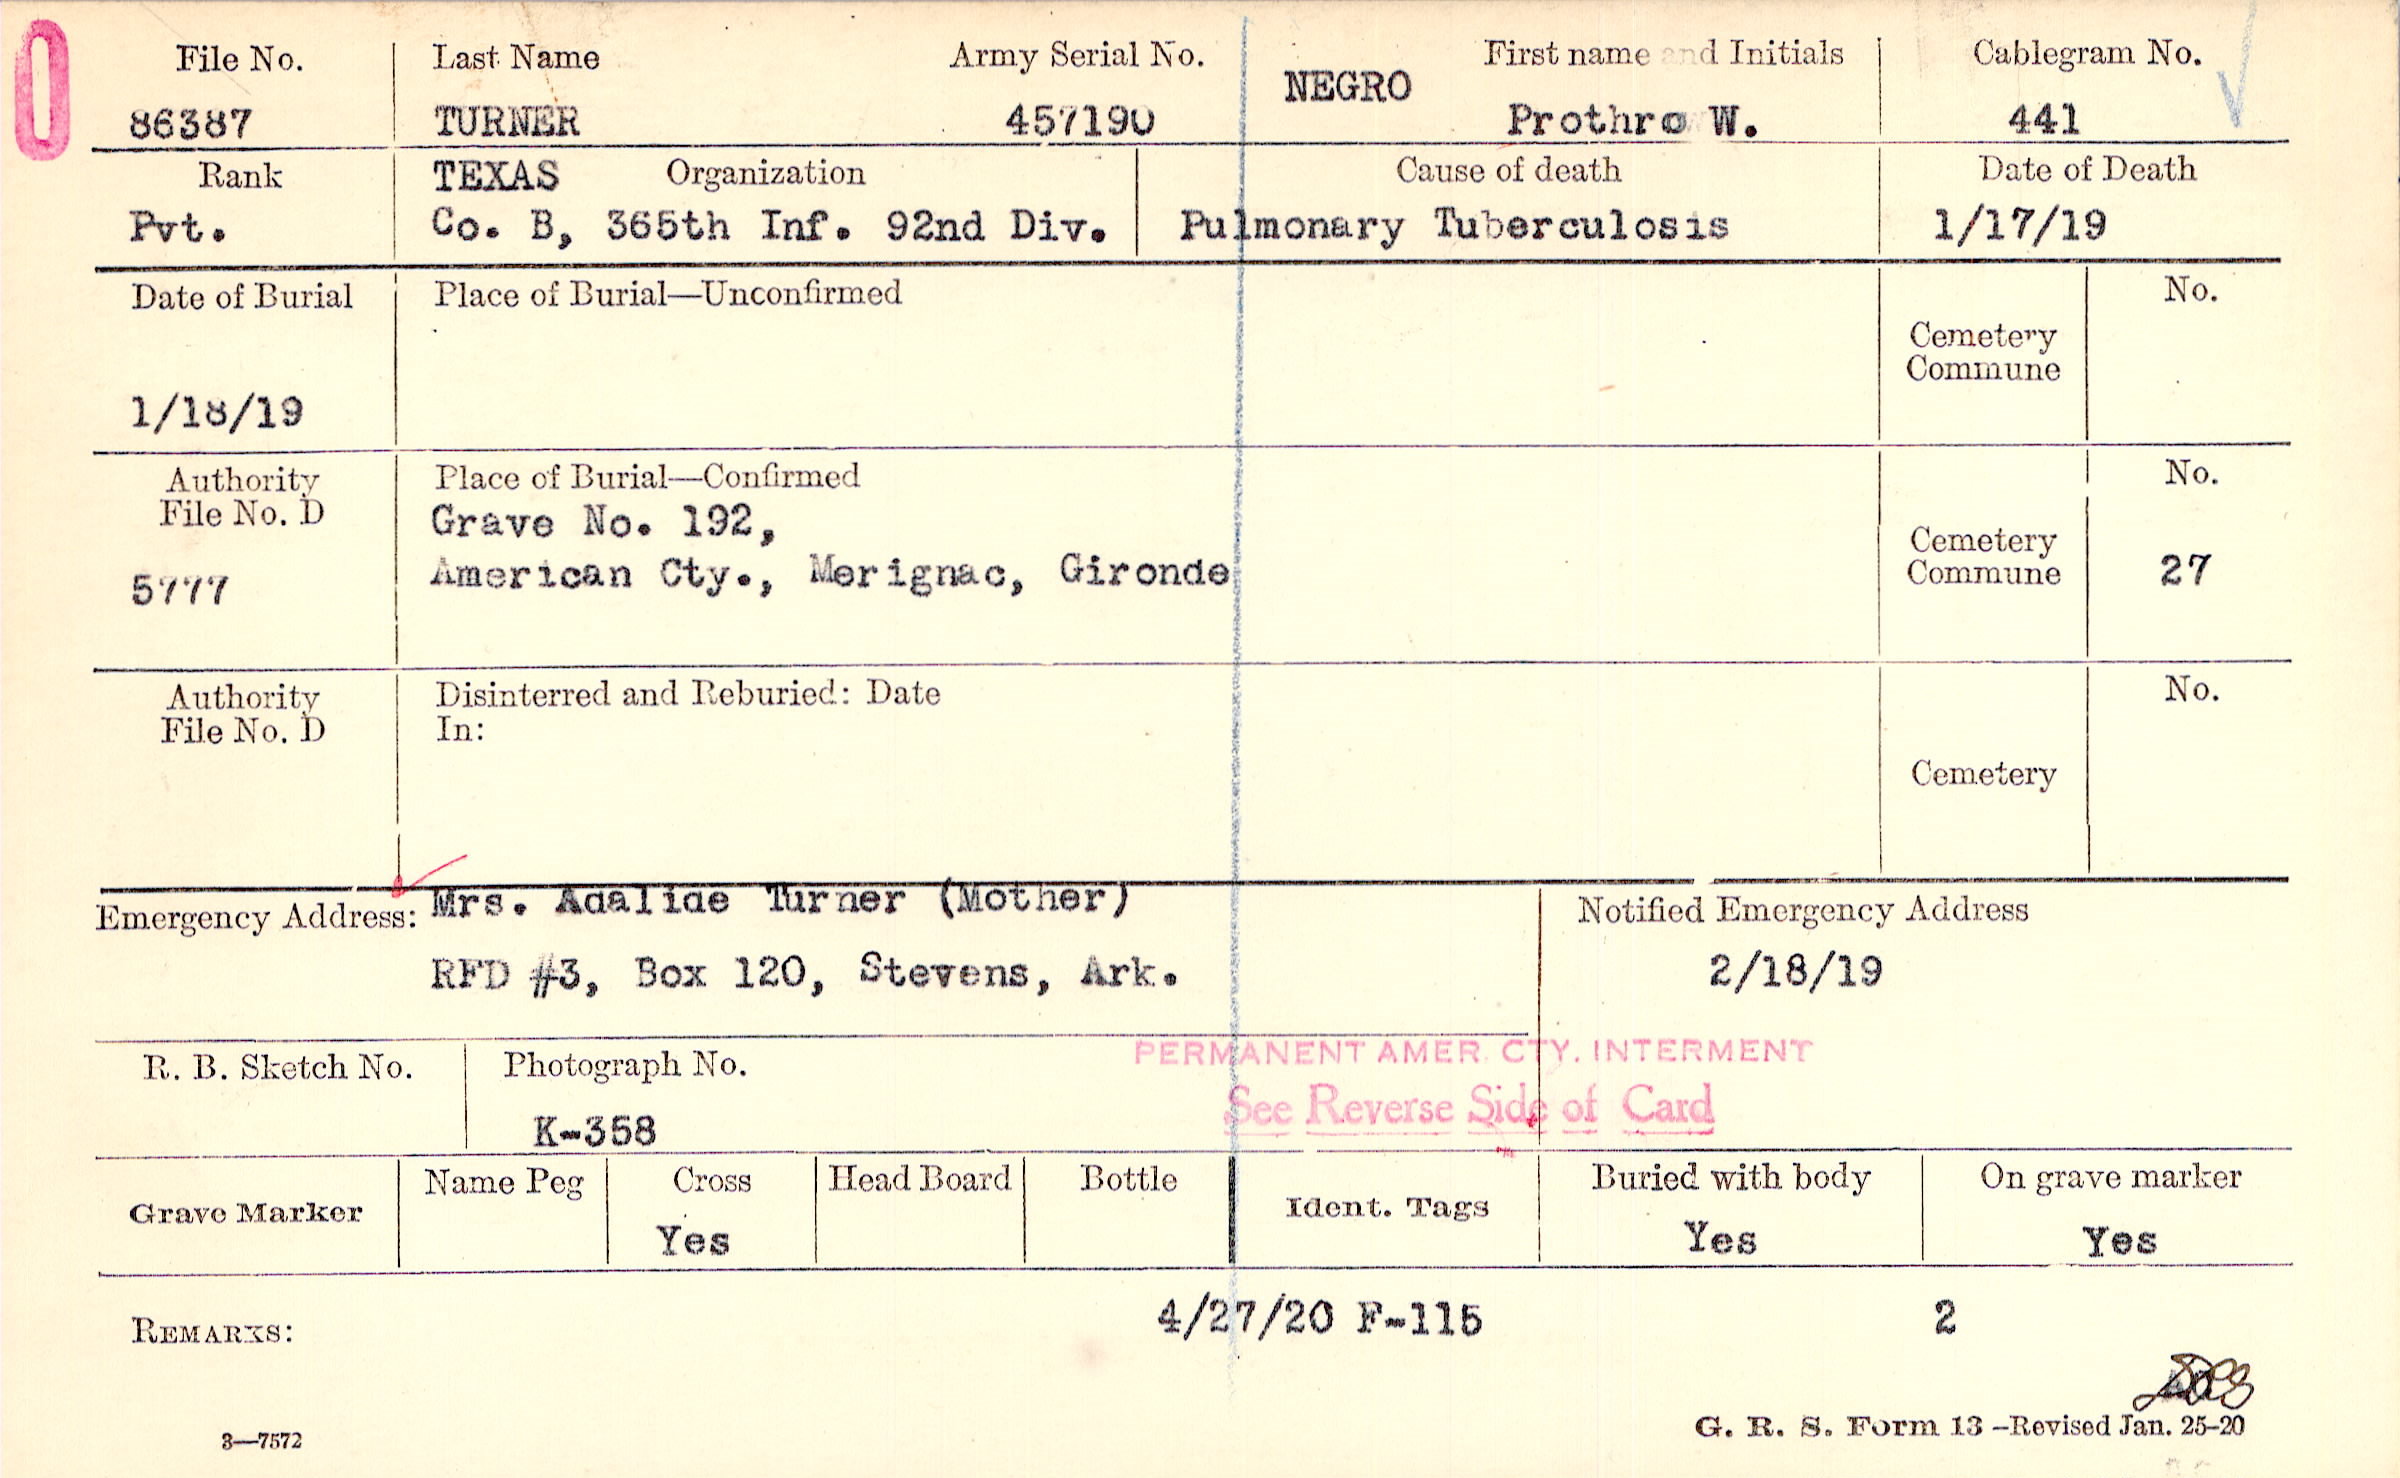 0
File No.
86387
Last Name
TURNER
Army Serial No.
457190
NEGRO
First name and Initials
Prothro W.
Cablegram No.
441
Rank
Pvt.
TEXAS Organization
Co. B, 365th Inf. 92nd Div.
Cause of death
Pulmonary Tuberculosis
Date of Death
1/17/19
Date of Burial
1/18/19
Place of Burial—Unconfirmed
Cemetery
Commune
No.
Authority
File No. D
5777
Place of Burial—Confirmed
Grave No. 192,
American Cty., Merignac, Gironde
Cemetery
Commune
No.
27
Authority
File No. D
Disinterred and Reburied: Date
In:
Cemetery
No.
Emergency Address: Mrs. Adalide Turner (Mother)
RFD #3, Box 120, Stevens, Ark.
Notified Emergency Address
2/18/19
R. B. Sketch No.
Photograph No.
K-358
PERMANENT AMER. CTY. INTERMENT
See Reverse Side of Card
Grave Marker
Name Peg
Cross
Yes
Head Board
Bottle
Ident. Tags
Buried with body
Yes
On grave marker
Yes
REMARKS:
4/27/20 F-115
2
3—7572
G. R. S. Form 13 –Revised Jan. 25–20